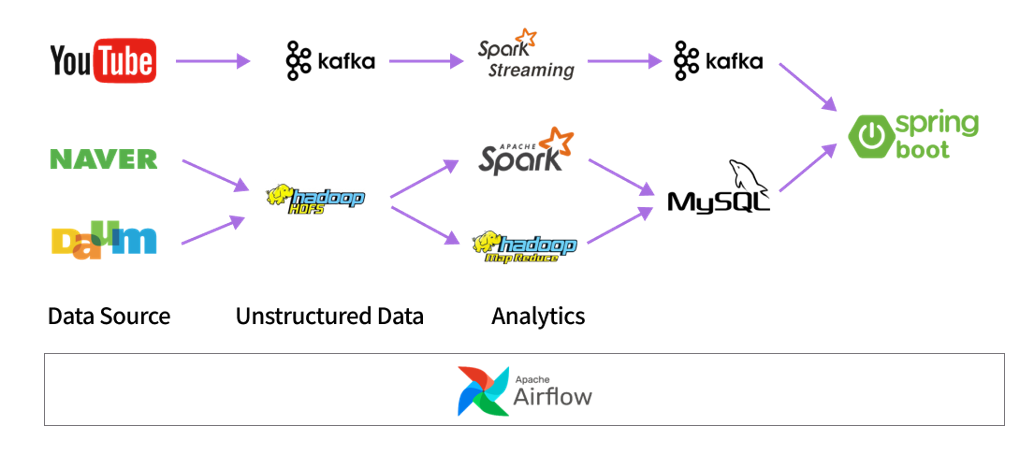 YouTube
kafka
Spark
Streaming
kafka
spring
boot
NAVER
APACHE
Spark
hadoop
HDFS
MySQL
Daum
hadoop
Map Reduce
Data Source
Unstructured Data
Analytics
Apache
Airflow